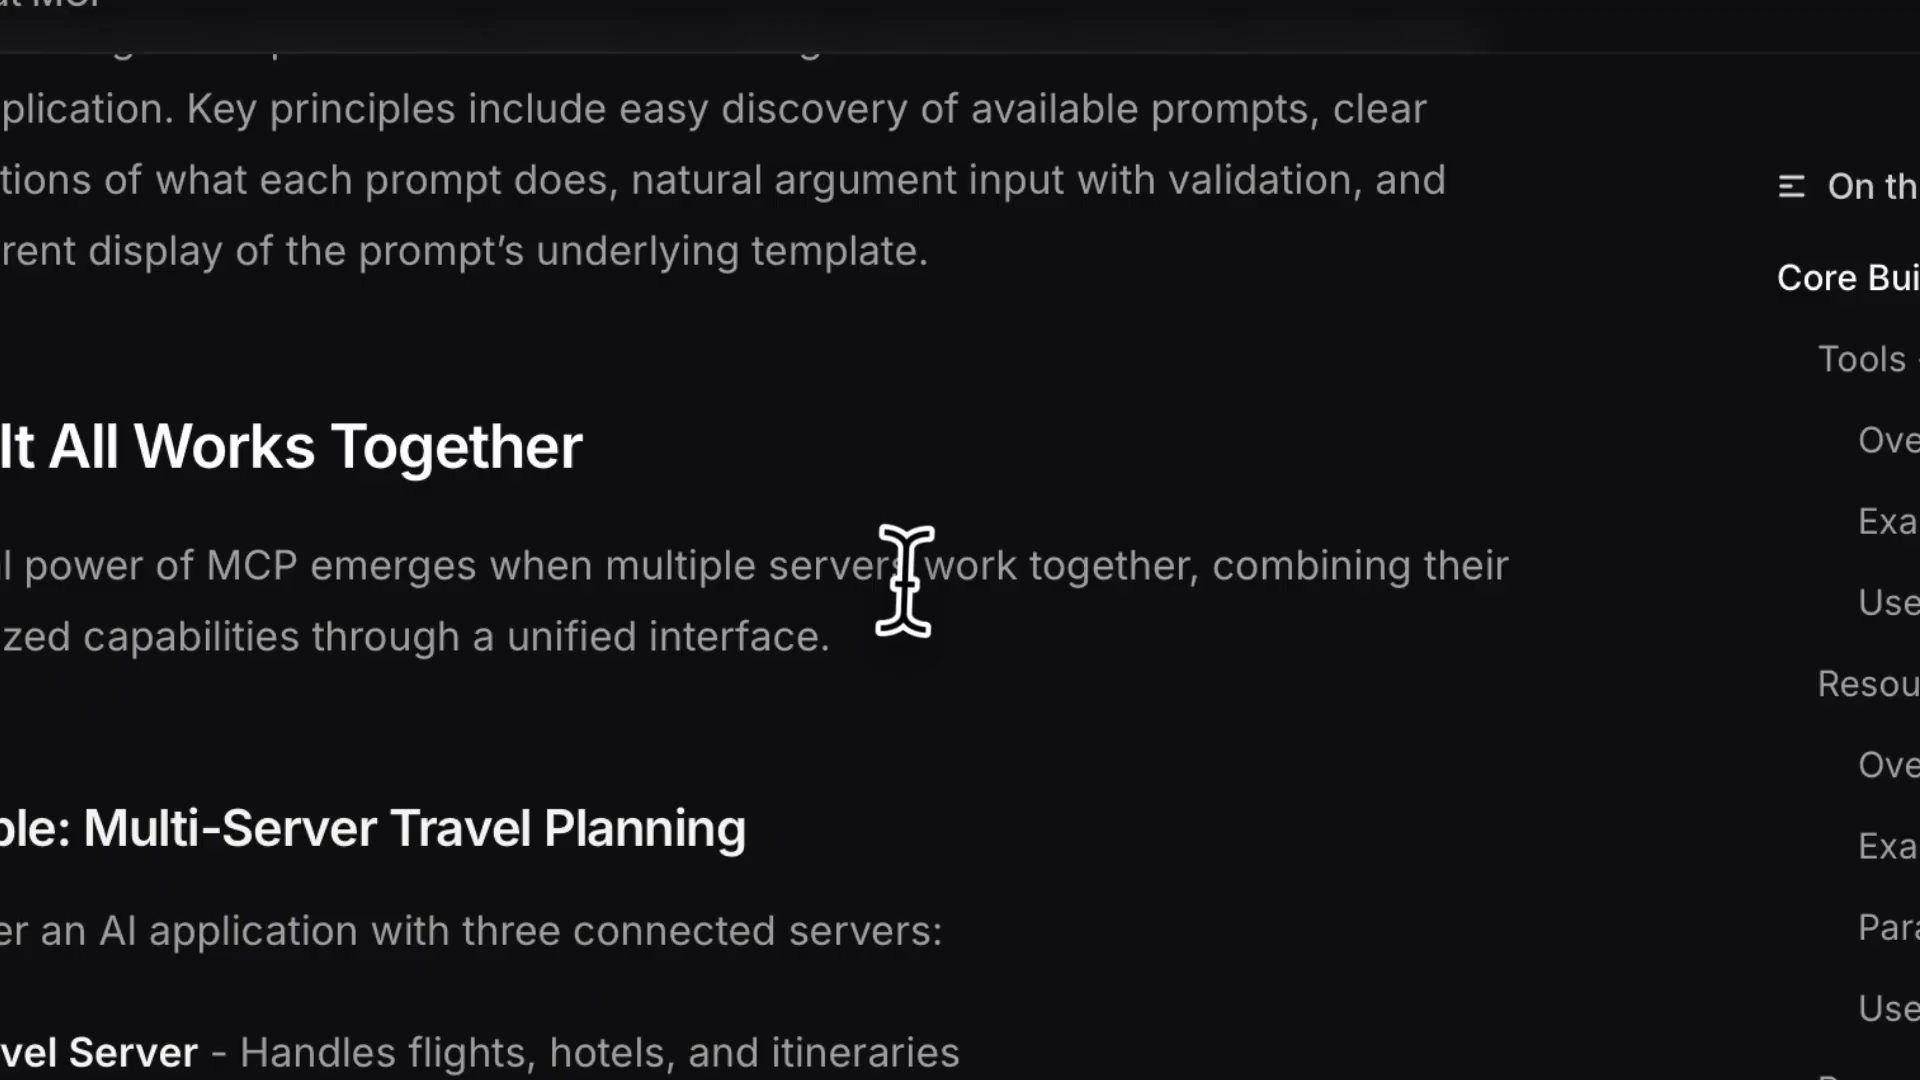 plication. Key principles include easy discovery of available prompts, clear
tions of what each prompt does, natural argument input with validation, and
rent display of the prompt's underlying template.
It All Works Together
l power of MCP emerges when multiple servers work together, combining their
zed capabilities through a unified interface.
ple: Multi-Server Travel Planning
er an AI application with three connected servers:
vel Server - Handles flights, hotels, and itineraries
On th
Core Bui
Tools
Ove
Exa
Use
Resou
Ove
Exa
Para
Use